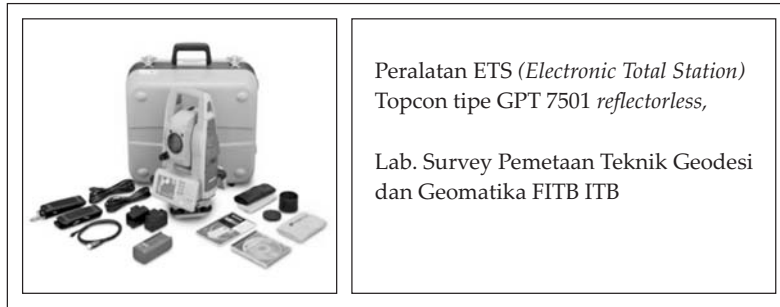 Peralatan ETS (Electronic Total Station)
Topcon tipe GPT 7501 reflectorless,
Lab. Survey Pemetaan Teknik Geodesi
dan Geomatika FITB ITB